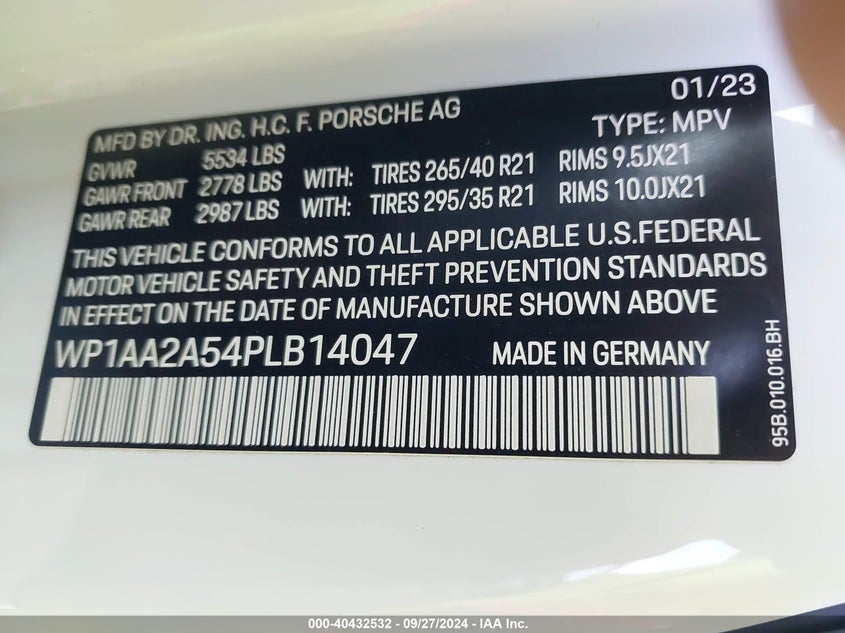 01/23
MFD BY DR. ING. H.C. F. PORSCHE AG TYPE: MPV
GVWR 5534 LBS
GAWR FRONT 2778 LBS WITH: TIRES 265/40 R21 RIMS 9.5JX21
GAWR REAR 2987 LBS WITH: TIRES 295/35 R21 RIMS 10.0JX21
THIS VEHICLE CONFORMS TO ALL APPLICABLE U.S.FEDERAL
MOTOR VEHICLE SAFETY AND THEFT PREVENTION STANDARDS
IN EFFECT ON THE DATE OF MANUFACTURE SHOWN ABOVE
WP1AA2A54PLB14047 MADE IN GERMANY
95B.010.016.BH
000-40432532 - 09/27/2024 - IAA Inc.